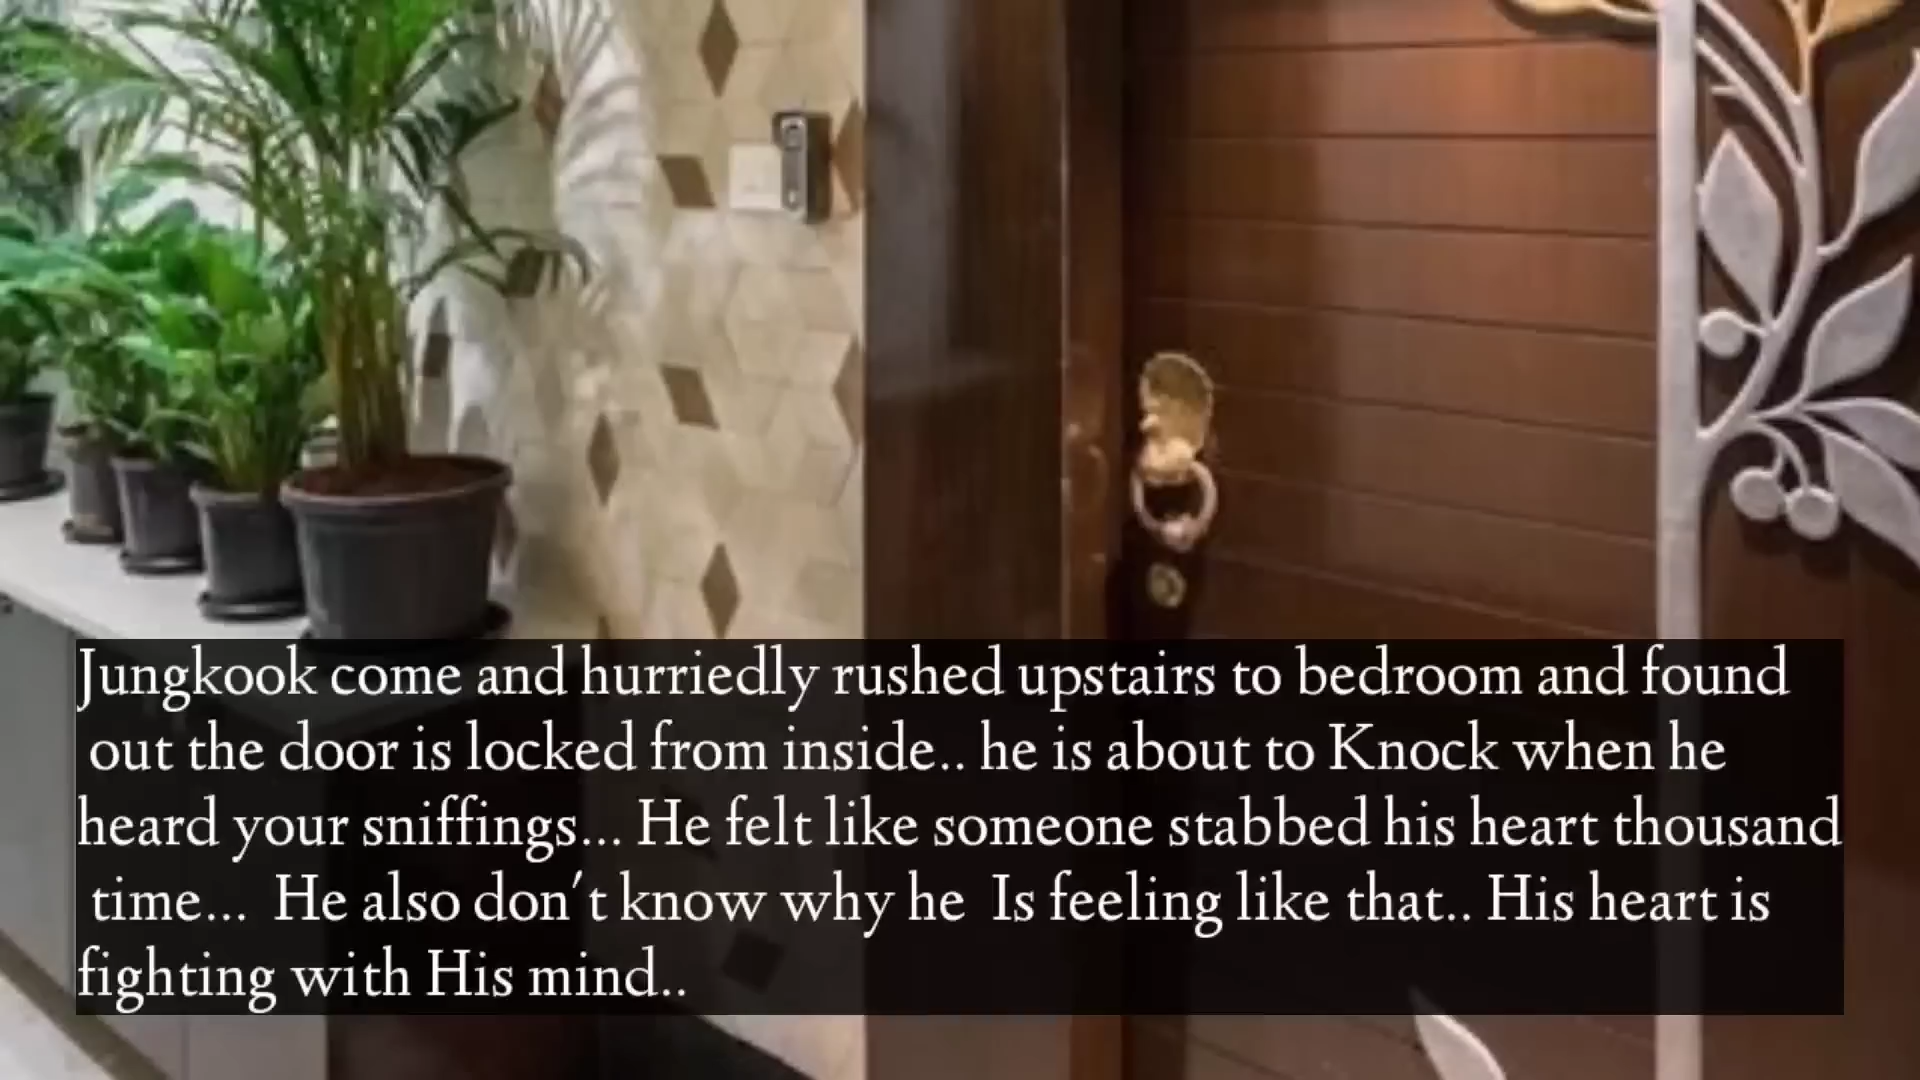 Jungkook come and hurriedly rushed upstairs to bedroom and found
out the door is locked from inside.. he is about to Knock when he
heard your sniffings... He felt like someone stabbed his heart thousand
time... He also don't know why he Is feeling like that.. His heart is
fighting with His mind..